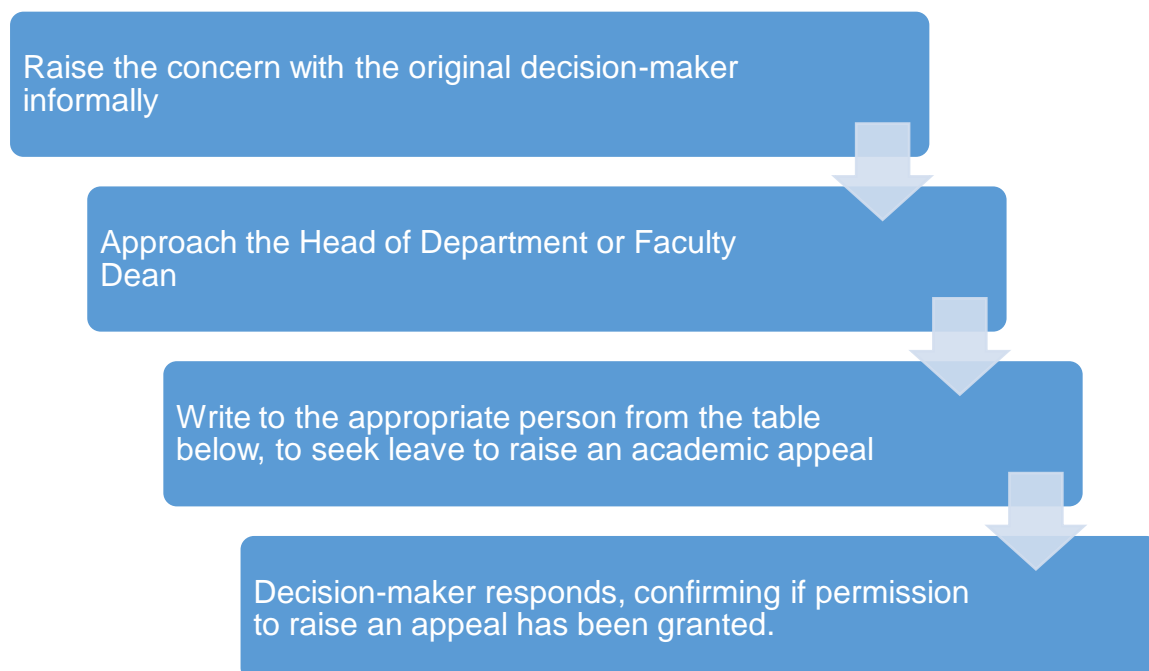 Raise the concern with the original decision-maker
informally
Approach the Head of Department or Faculty
Dean
Write to the appropriate person from the table
below, to seek leave to raise an academic appeal
Decision-maker responds, confirming if permission
to raise an appeal has been granted.